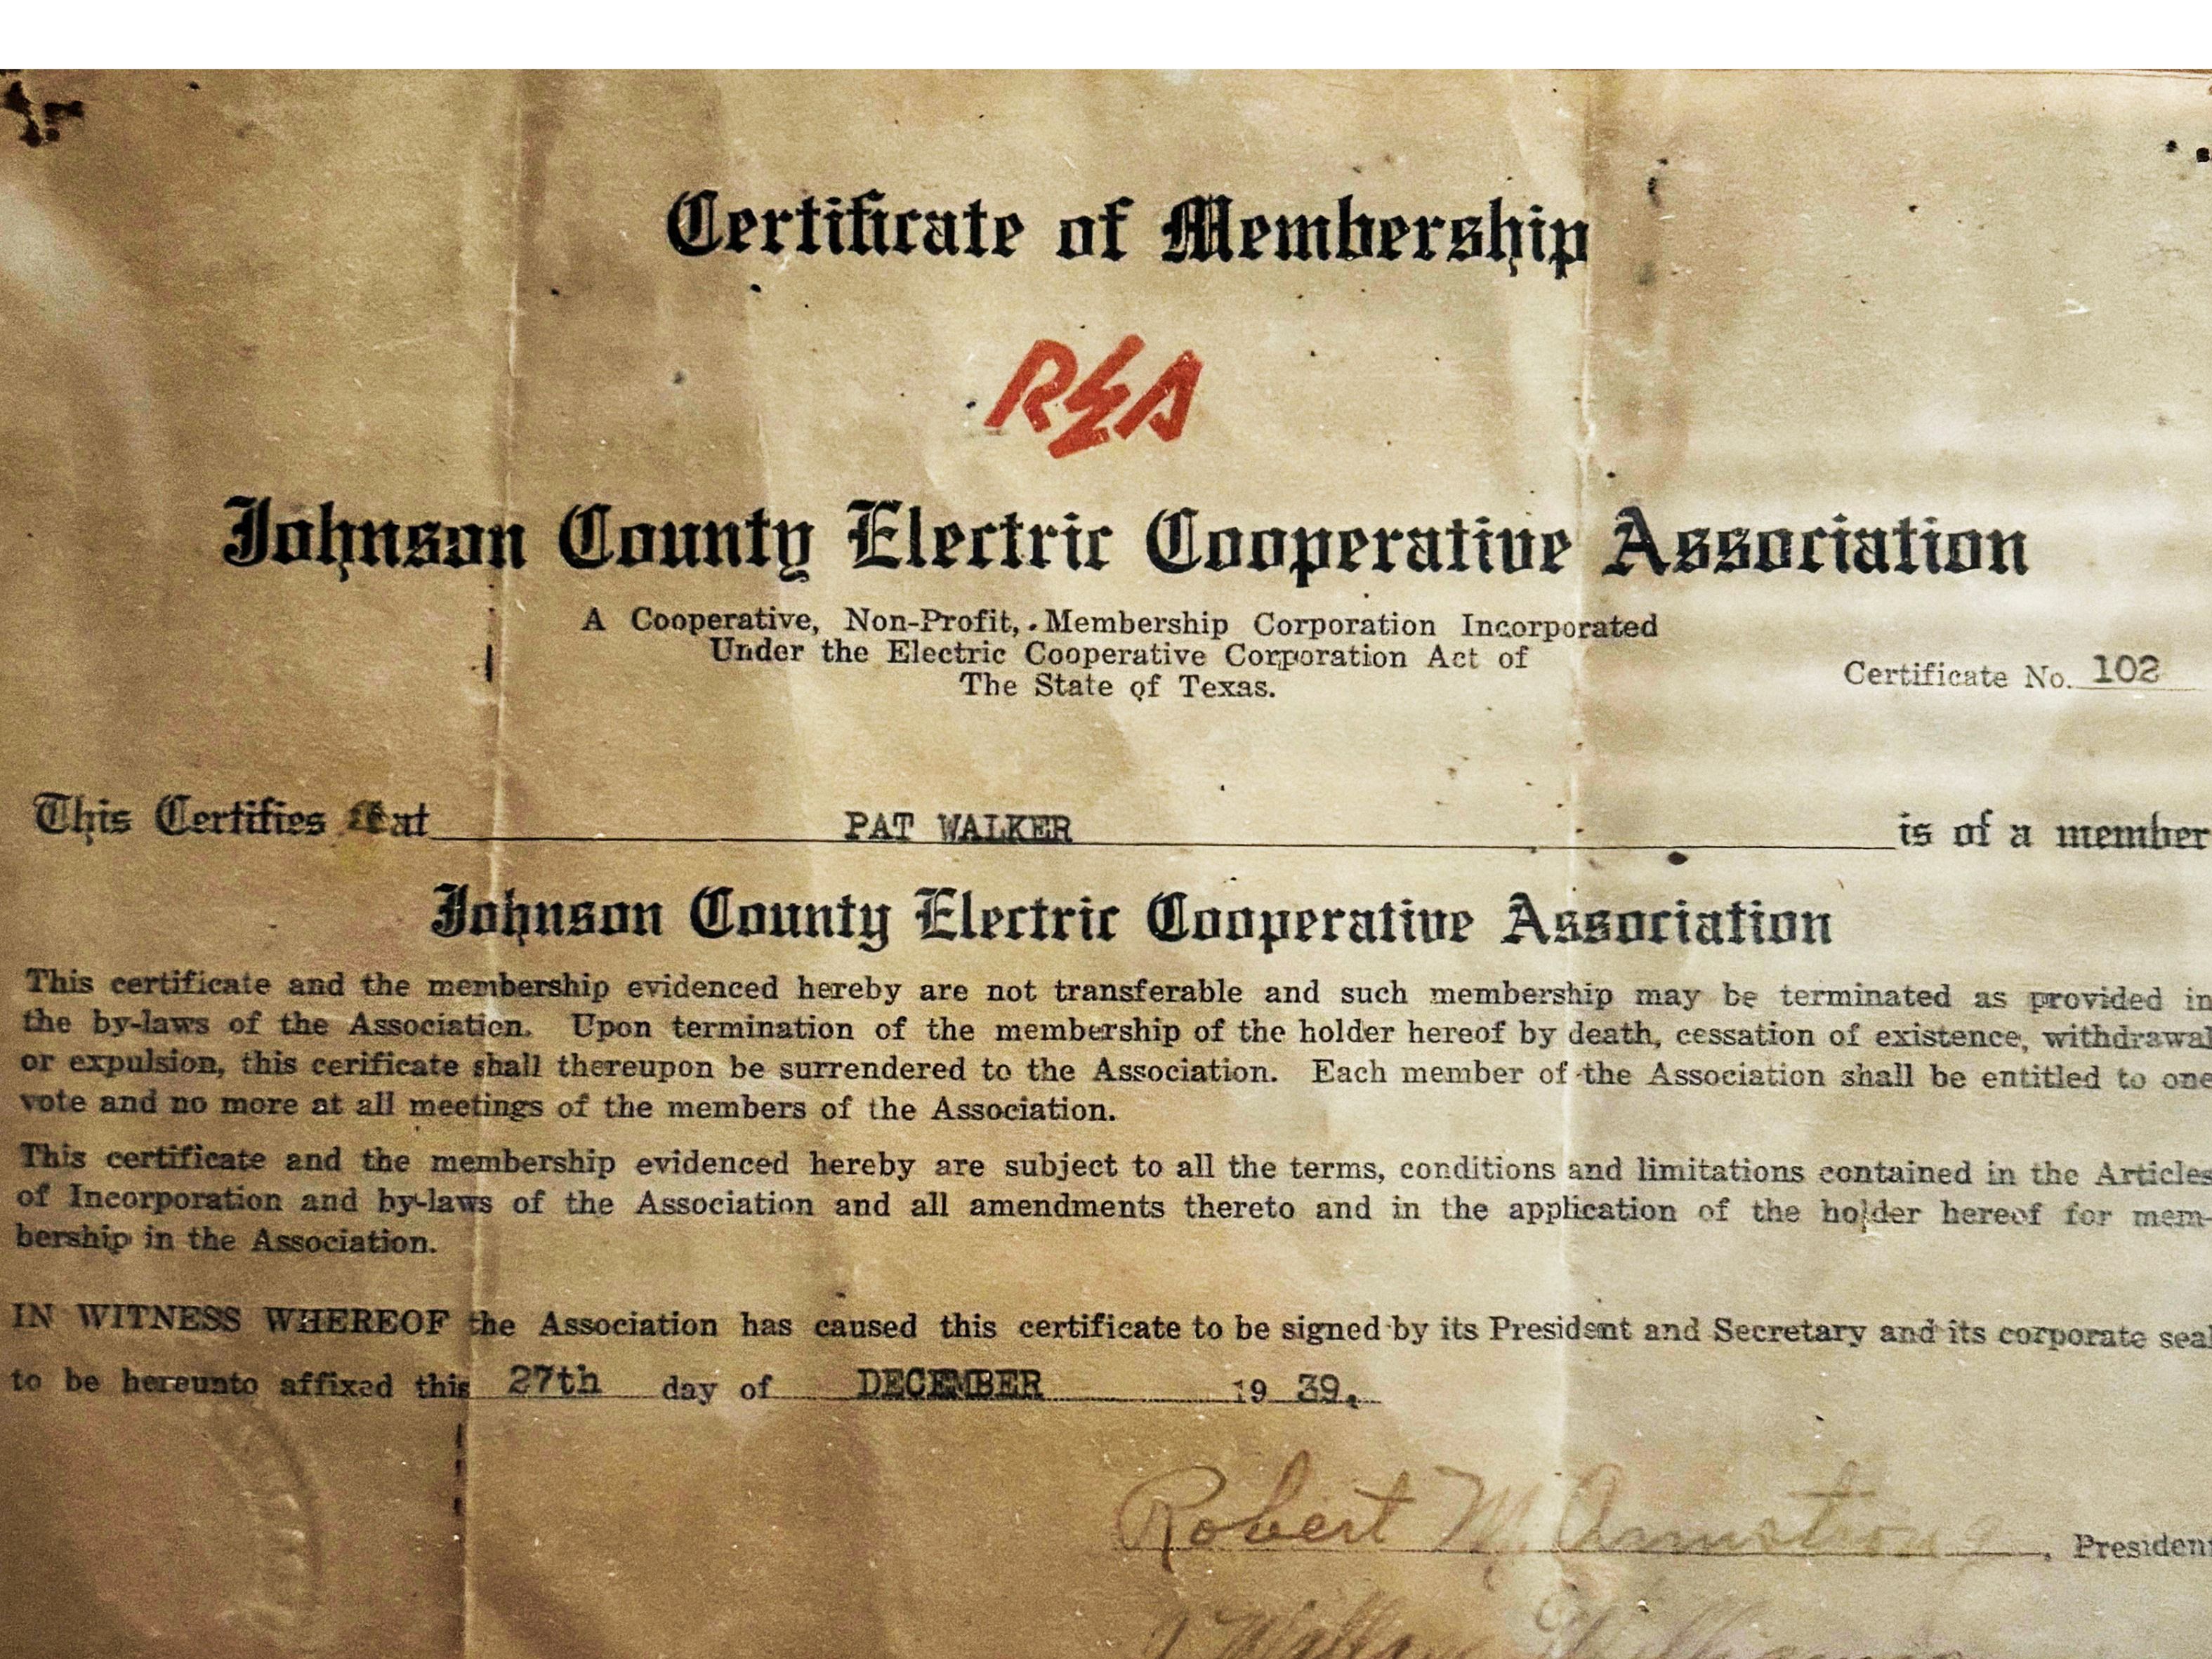 Certificate of Membership
REA
Johnson County Electric Cooperative Association
A Cooperative, Non-Profit, Membership Corporation Incorporated
Under the Electric Cooperative Corporation Act of
The State of Texas.
Certificate No. 102
This Certifies that PAT WALKER is of a member
Johnson County Electric Cooperative Association
This certificate and the membership evidenced hereby are not transferable and such membership may be terminated as provided in
the by-laws of the Association. Upon termination of the membership of the holder hereof by death, cessation of existence, withdrawal
or expulsion, this cerificate shall thereupon be surrendered to the Association. Each member of the Association shall be entitled to one
vote and no more at all meetings of the members of the Association.
This certificate and the membership evidenced hereby are subject to all the terms, conditions and limitations contained in the Articles
of Incorporation and by-laws of the Association and all amendments thereto and in the application of the holder hereof for mem-
bership in the Association.
IN WITNESS WHEREOF the Association has caused this certificate to be signed by its President and Secretary and its corporate seal
to be hereunto affixed this 27th day of DECEMBER 19 39.
Robert M. Armstrong, President